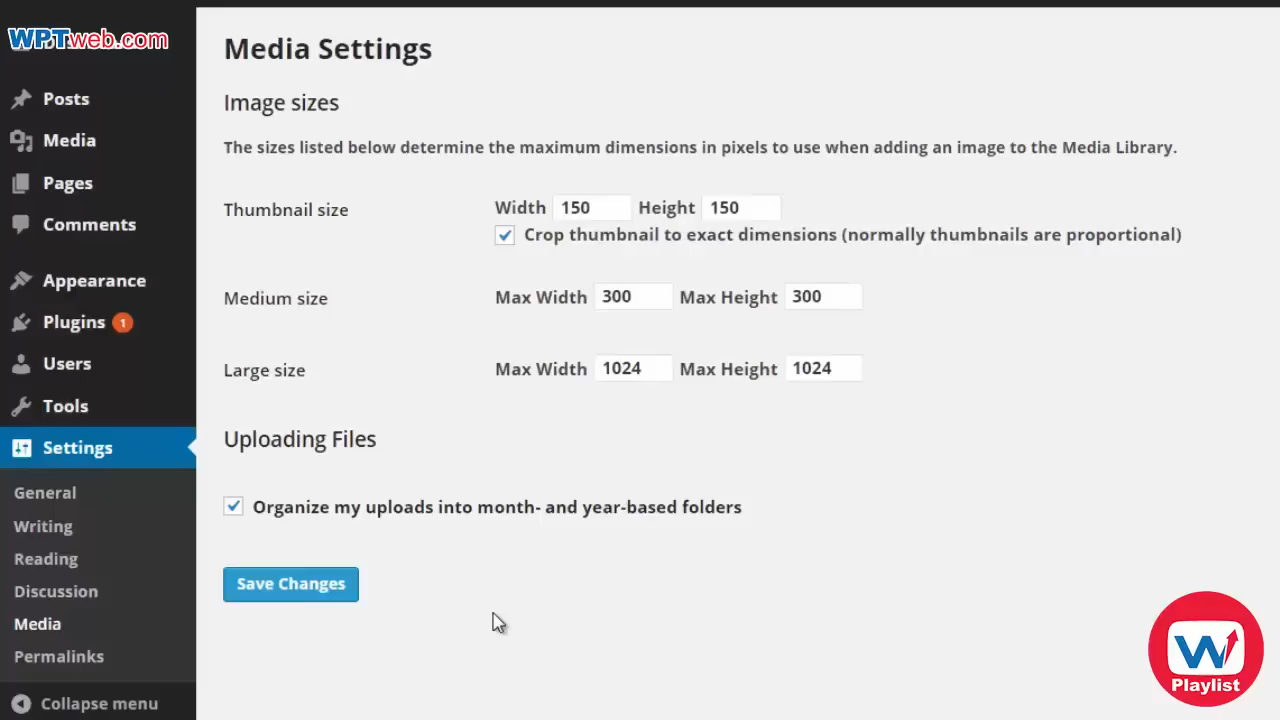 WPTweb.com
Posts
Media
Pages
Comments
Appearance
Plugins 1
Users
Tools
Settings
General
Writing
Reading
Discussion
Media
Permalinks
Collapse menu
Media Settings
Image sizes
The sizes listed below determine the maximum dimensions in pixels to use when adding an image to the Media Library.
Thumbnail size Width 150 Height 150
Crop thumbnail to exact dimensions (normally thumbnails are proportional)
Medium size Max Width 300 Max Height 300
Large size Max Width 1024 Max Height 1024
Uploading Files
Organize my uploads into month- and year-based folders
Save Changes
W
Playlist